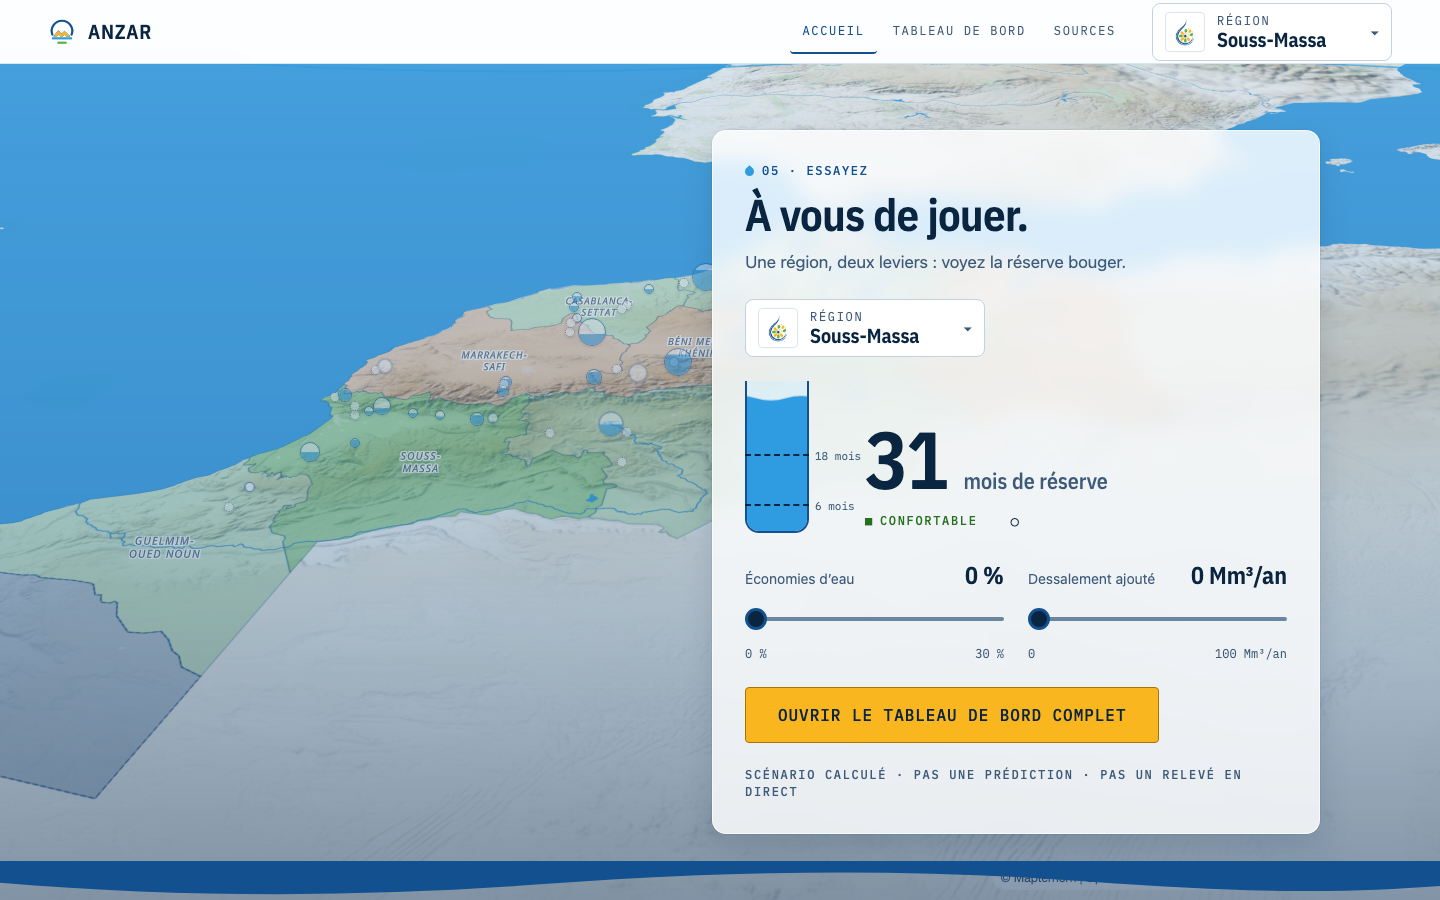 ANZAR
ACCUEIL
TABLEAU DE BORD
SOURCES
RÉGION
Souss-Massa
05 · ESSAYEZ
À vous de jouer.
Une région, deux leviers : voyez la réserve bouger.
RÉGION
Souss-Massa
18 mois
6 mois
31 mois de réserve
CONFORTABLE
Économies d’eau
0 %
Dessalement ajouté
0 Mm³/an
0 %
30 %
0
100 Mm³/an
OUVRIR LE TABLEAU DE BORD COMPLET
SCÉNARIO CALCULÉ · PAS UNE PRÉDICTION · PAS UN RELEVÉ EN
DIRECT
CASABLANCA-
SETTAT
MARRAKECH-
SAFI
BÉNI
SOUSS-
MASSA
GUELMIM-
OUED NOUN